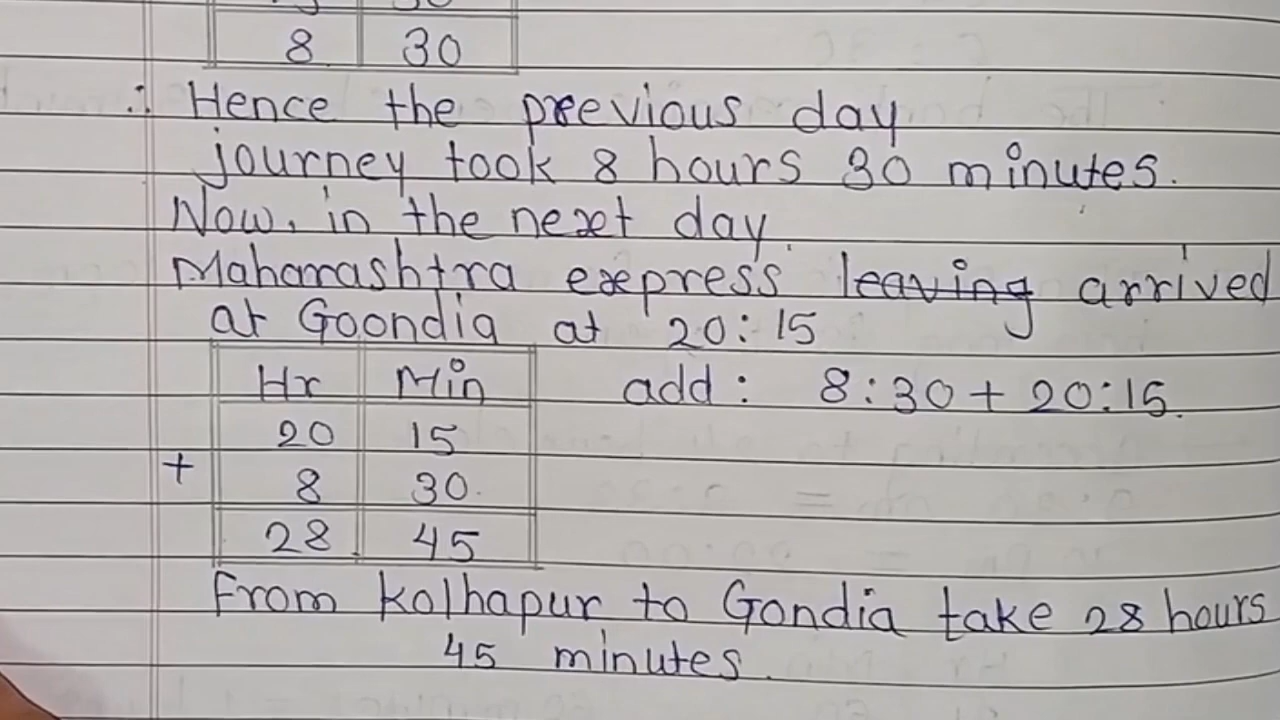 8 30
∴ Hence the previous day
journey took 8 hours 30 minutes.
Now, in the next day
Maharashtra express leaving arrived
at Goondia at 20:15
Hr Min add: 8:30 + 20:15.
20 15
+ 8 30
28 45
From kolhapur to Gondia take 28 hours
45 minutes.